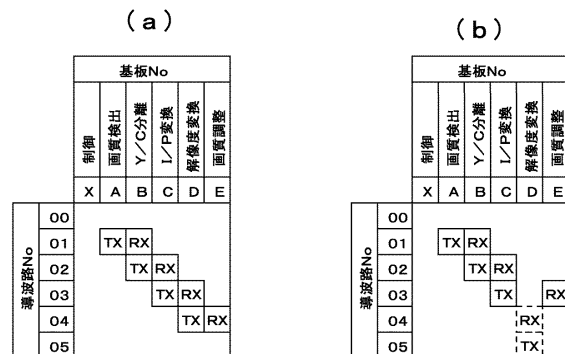 (a)
基板No
制御
画質検出
Y/C分離
I/P変換
解像度変換
画質調整
X A B C D E
導波路No
00
01 TX RX
02 TX RX
03 TX RX
04 TX RX
05
(b)
基板No
制御
画質検出
Y/C分離
I/P変換
解像度変換
画質調整
X A B C D E
導波路No
00
01 TX RX
02 TX RX
03 TX RX
04 RX
05 TX